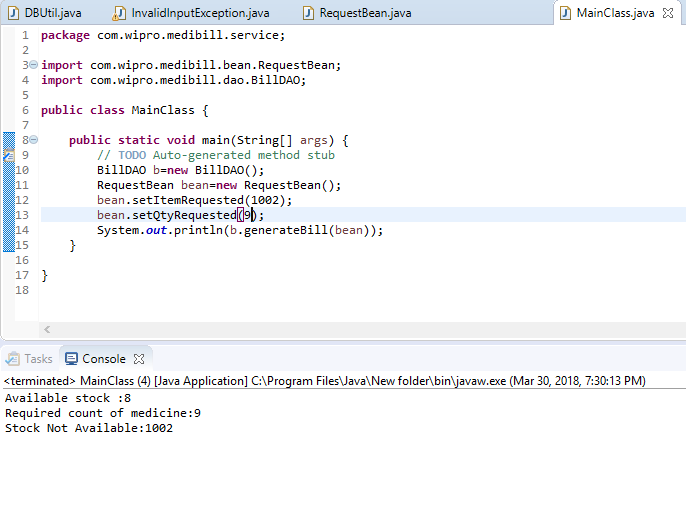 DBUtil.java InvalidInputException.java RequestBean.java MainClass.java
1 package com.wipro.medibill.service;
2
3 import com.wipro.medibill.bean.RequestBean;
4 import com.wipro.medibill.dao.BillDAO;
5
6 public class MainClass {
7
8 public static void main(String[] args) {
9 // TODO Auto-generated method stub
10 BillDAO b=new BillDAO();
11 RequestBean bean=new RequestBean();
12 bean.setItemRequested(1002);
13 bean.setQtyRequested(9);
14 System.out.println(b.generateBill(bean));
15 }
16
17 }
18
Tasks Console
<terminated> MainClass (4) [Java Application] C:\Program Files\Java\New folder\bin\javaw.exe (Mar 30, 2018, 7:30:13 PM)
Available stock :8
Required count of medicine:9
Stock Not Available:1002